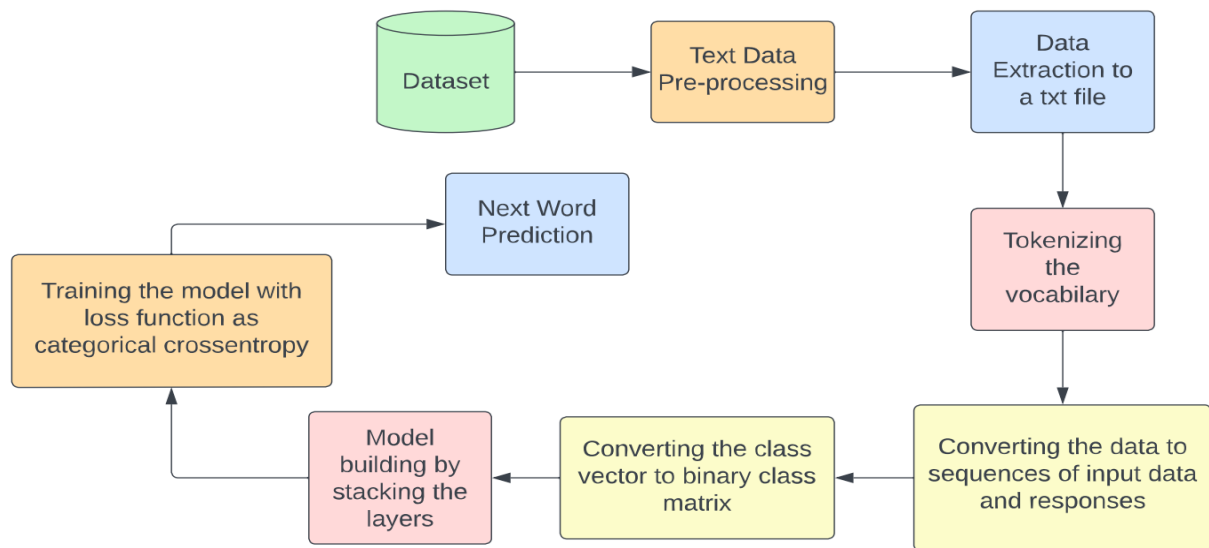 Dataset
Text Data
Pre-processing
Data
Extraction to
a txt file
Tokenizing
the
vocabilary
Converting the data to
sequences of input data
and responses
Converting the class
vector to binary class
matrix
Model
building by
stacking the
layers
Training the model with
loss function as
categorical crossentropy
Next Word
Prediction